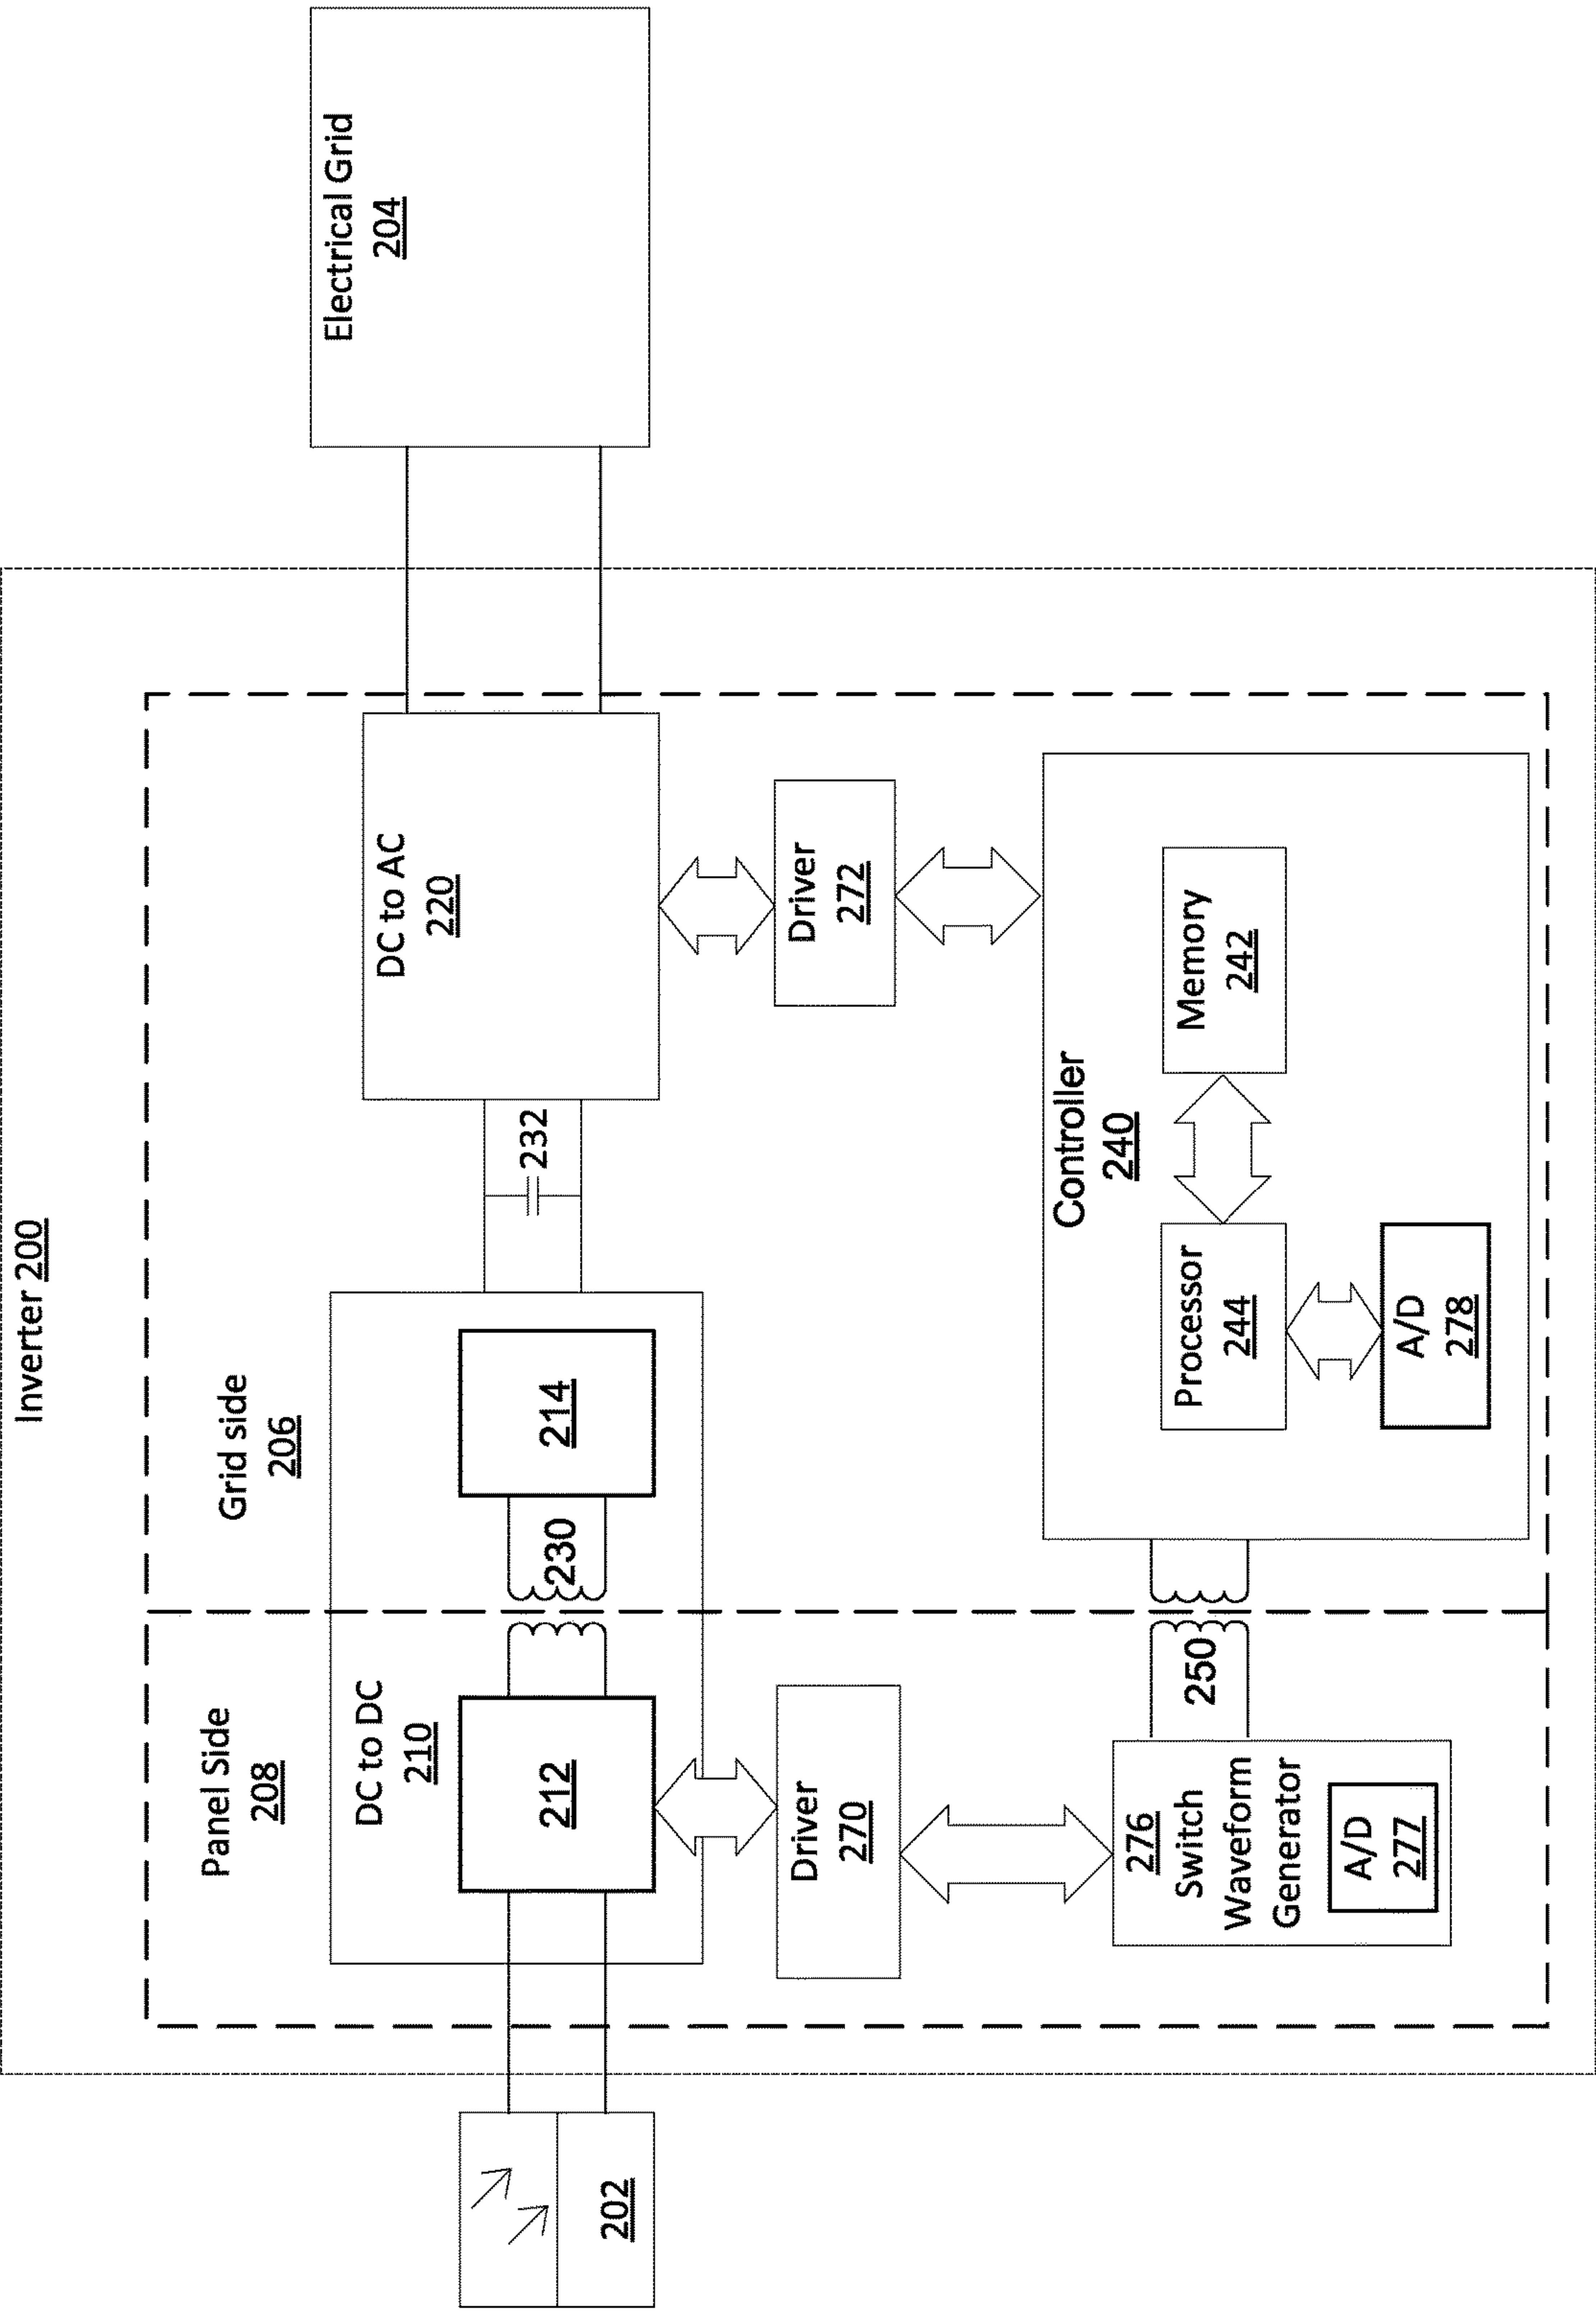 Inverter 200
Panel Side
208
Grid side
206
DC to DC
210
212
230
214
232
DC to AC
220
Electrical Grid
204
202
Driver
270
Driver
272
276
Switch
Waveform
Generator
A/D
277
250
Controller
240
Processor
244
Memory
242
A/D
278